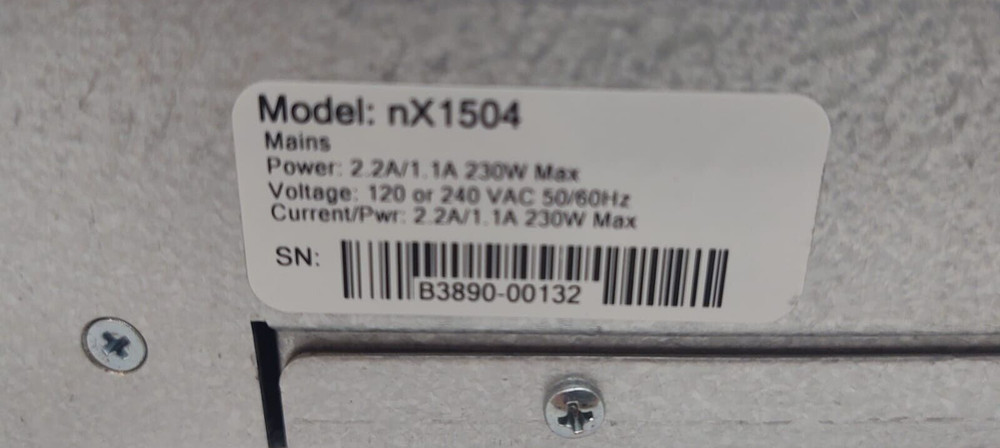 Model: nX1504
Mains
Power: 2.2A/1.1A 230W Max
Voltage: 120 or 240 VAC 50/60Hz
Current/Pwr: 2.2A/1.1A 230W Max
SN:
B3890-00132